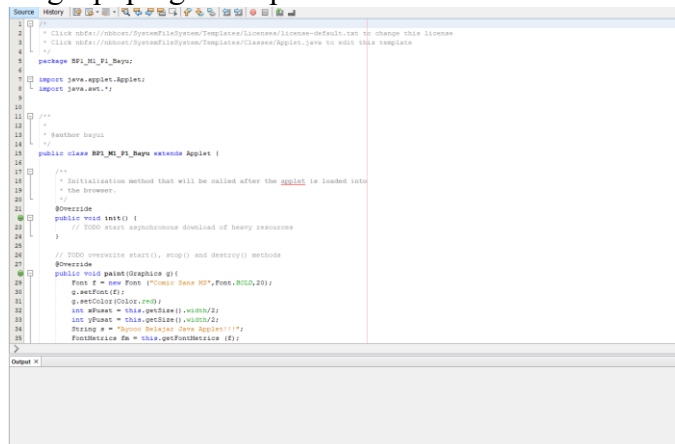 Source History
1 /*
2 * Click nbfs://nbhost/SystemFileSystem/Templates/Licenses/license-default.txt to change this license
3 * Click nbfs://nbhost/SystemFileSystem/Templates/Classes/Applet.java to edit this template
4 */
5 package BP1_M1_P1_Bayu;
6
7 import java.applet.Applet;
8 import java.awt.*;
9
10
11 /**
12 *
13 * @author bayui
14 */
15 public class BP1_M1_P1_Bayu extends Applet {
16
17 /**
18 * Initialization method that will be called after the applet is loaded into
19 * the browser.
20 */
21 @Override
public void init() {
23 // TODO start asynchronous download of heavy resources
24 }
25
26 // TODO overwrite start(), stop() and destroy() methods
27 @Override
public void paint(Graphics g){
29 Font f = new Font ("Comic Sans MS",Font.BOLD,20);
30 g.setFont(f);
31 g.setColor(Color.red);
32 int xPusat = this.getSize().width/2;
33 int yPusat = this.getSize().width/2;
34 String s = "Ayooo Belajar Java Applet!!!";
35 FontMetrics fm = this.getFontMetrics (f);
Output ×